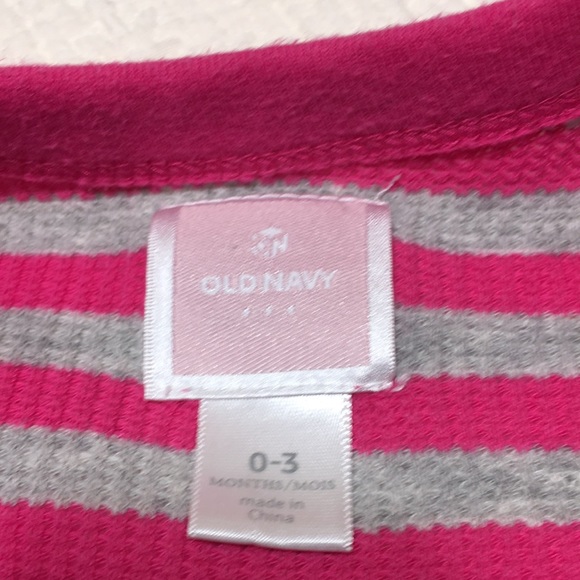 OLD NAVY
0-3
MONTHS/MOIS
made in
China